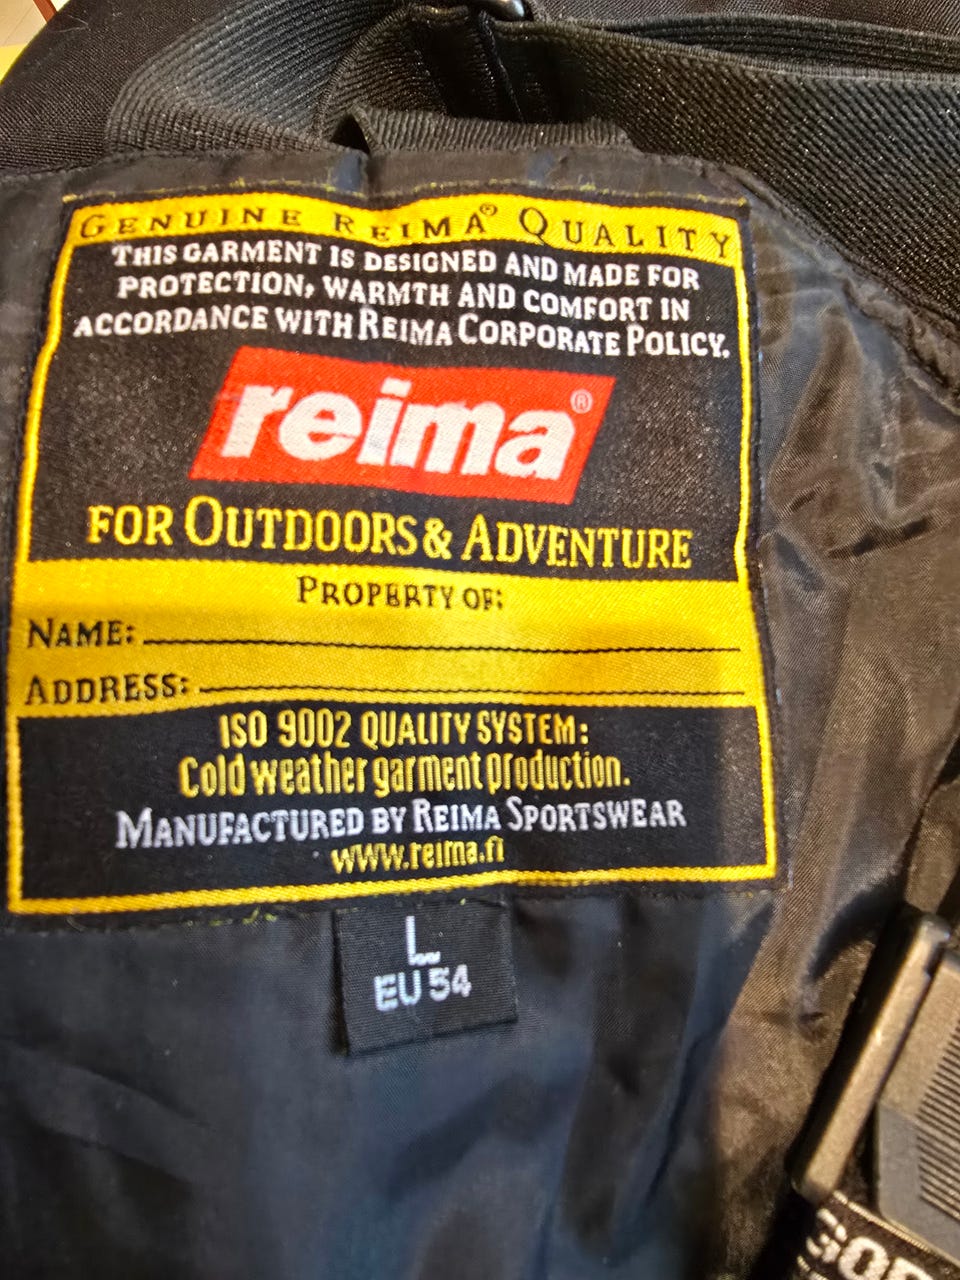 GENUINE REIMA® QUALITY
THIS GARMENT IS DESIGNED AND MADE FOR
PROTECTION, WARMTH AND COMFORT IN
ACCORDANCE WITH REIMA CORPORATE POLICY.
reima®
FOR OUTDOORS & ADVENTURE
PROPERTY OF:
NAME:
ADDRESS:
ISO 9002 QUALITY SYSTEM:
Cold weather garment production.
MANUFACTURED BY REIMA SPORTSWEAR
www.reima.fi
L
EU 54